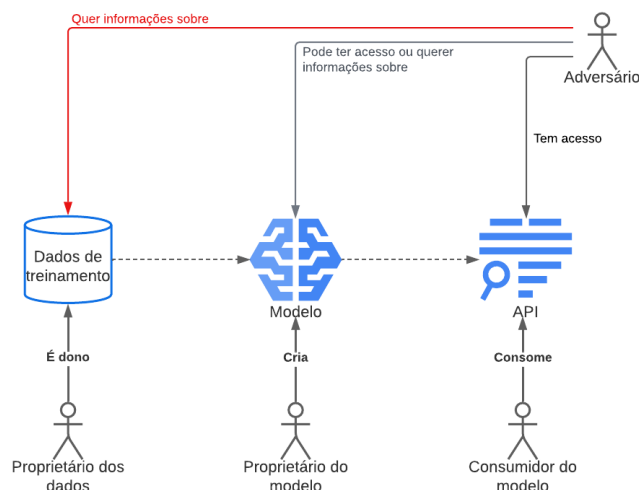 Quer informações sobre
Pode ter acesso ou querer
informações sobre
Adversário
Tem acesso
Dados de
treinamento
Modelo
API
É dono
Cria
Consome
Proprietário dos
dados
Proprietário do
modelo
Consumidor do
modelo